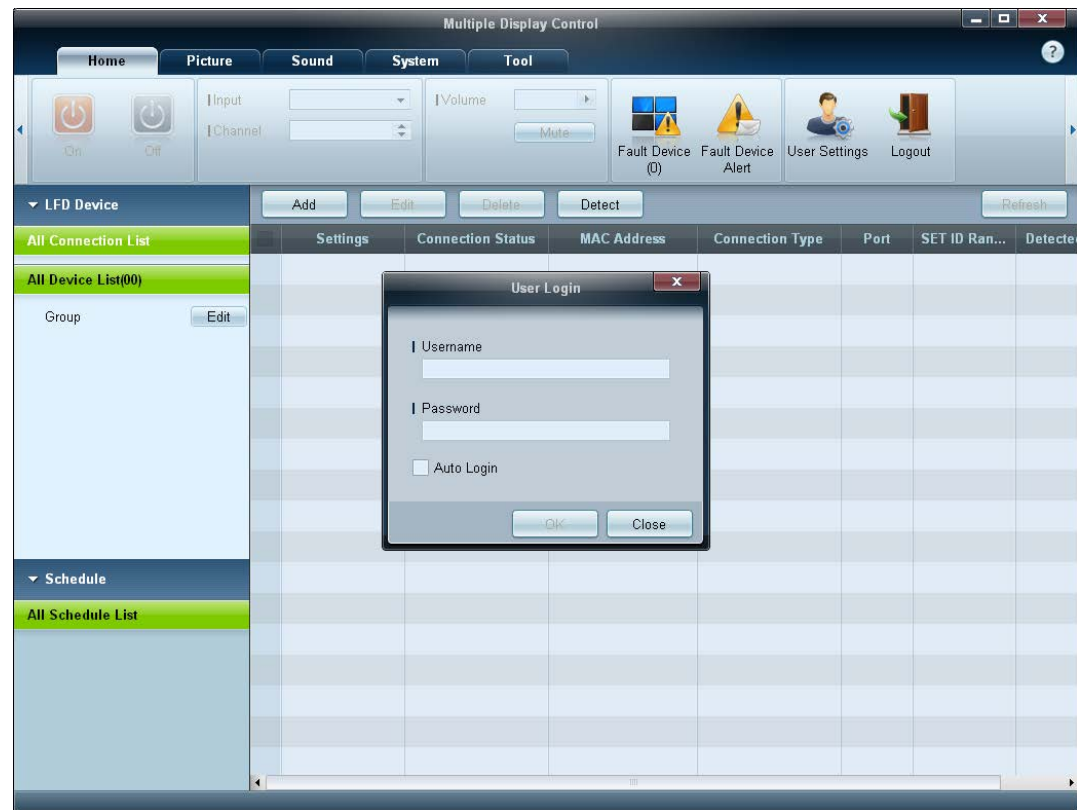 Multiple Display Control
Home Picture Sound System Tool
Input
Channel
On Off
Volume
Mute
Fault Device
(0)
Fault Device
Alert
User Settings
Logout
LFD Device
Add Edit Delete Detect Refresh
All Connection List
Settings Connection Status MAC Address Connection Type Port SET ID Ran... Detecte
All Device List(00)
Group Edit
User Login
Username
Password
Auto Login
OK Close
Schedule
All Schedule List